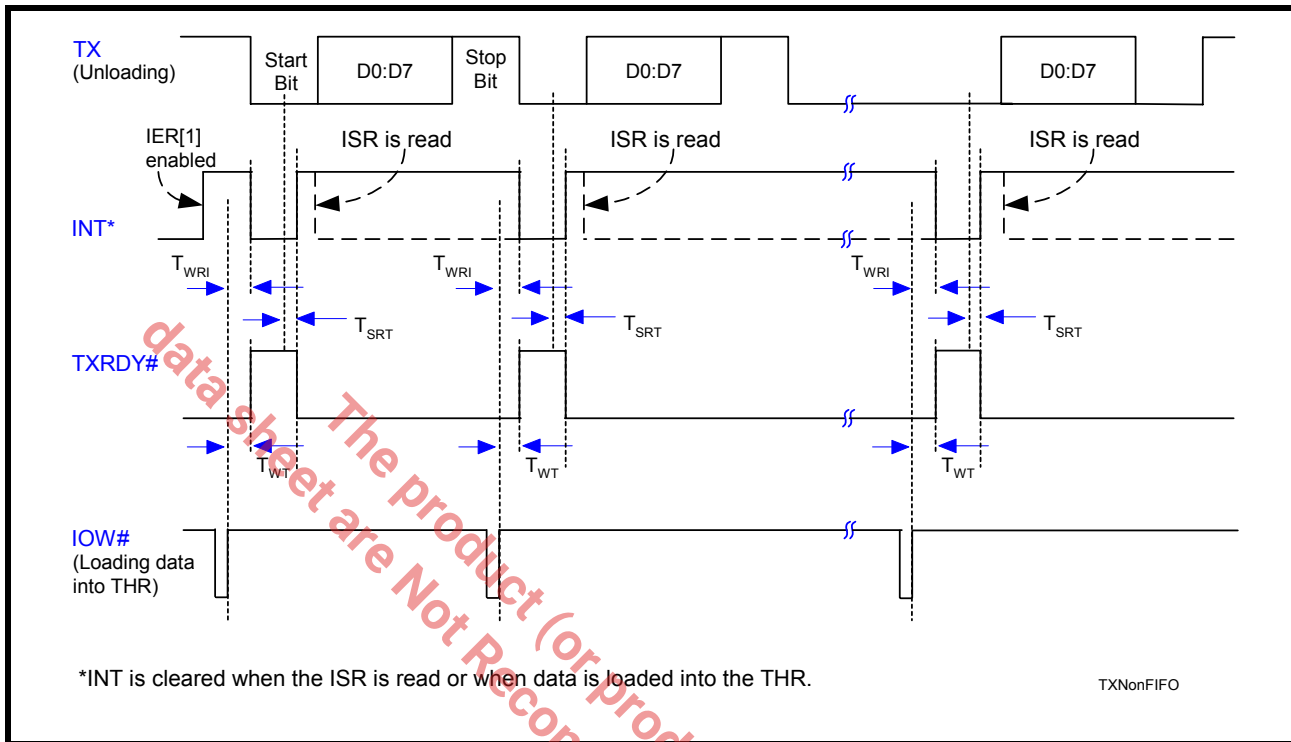 TX
(Unloading)
Start
Bit
D0:D7
Stop
Bit
D0:D7
D0:D7
IER[1]
enabled
ISR is read
ISR is read
ISR is read
INT*
TWRI
TWRI
TWRI
TSRT
TSRT
TSRT
TXRDY#
TWT
TWT
TWT
IOW#
(Loading data
into THR)
*INT is cleared when the ISR is read or when data is loaded into the THR.
TXNonFIFO
The product (or
data sheet are Not